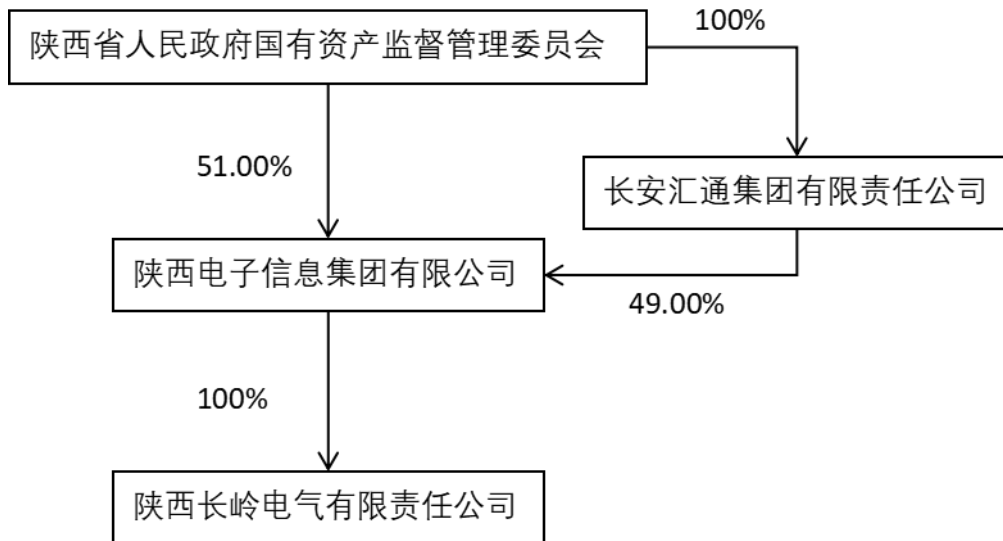 陕西省人民政府国有资产监督管理委员会
100%
51.00%
长安汇通集团有限责任公司
陕西电子信息集团有限公司
49.00%
100%
陕西长岭电气有限责任公司